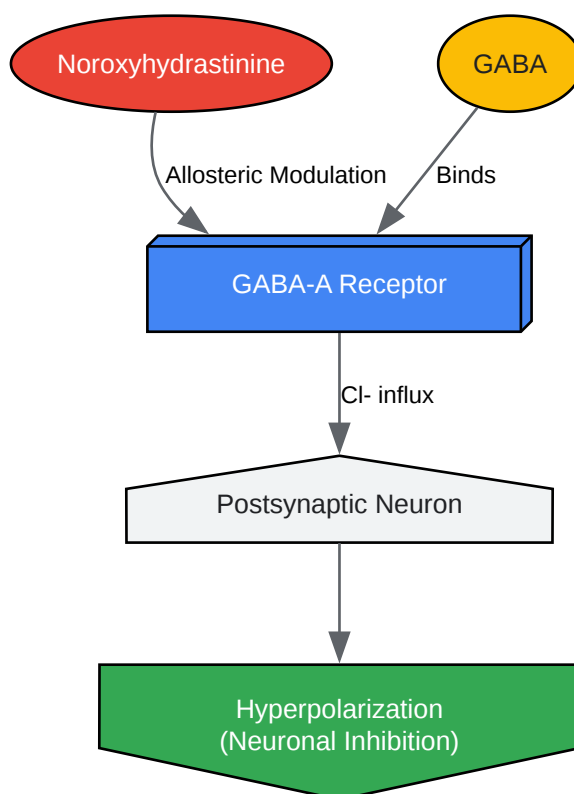 Noroxyhydrastinine
GABA
Allosteric Modulation
Binds
GABA-A Receptor
Cl- influx
Postsynaptic Neuron
Hyperpolarization
(Neuronal Inhibition)